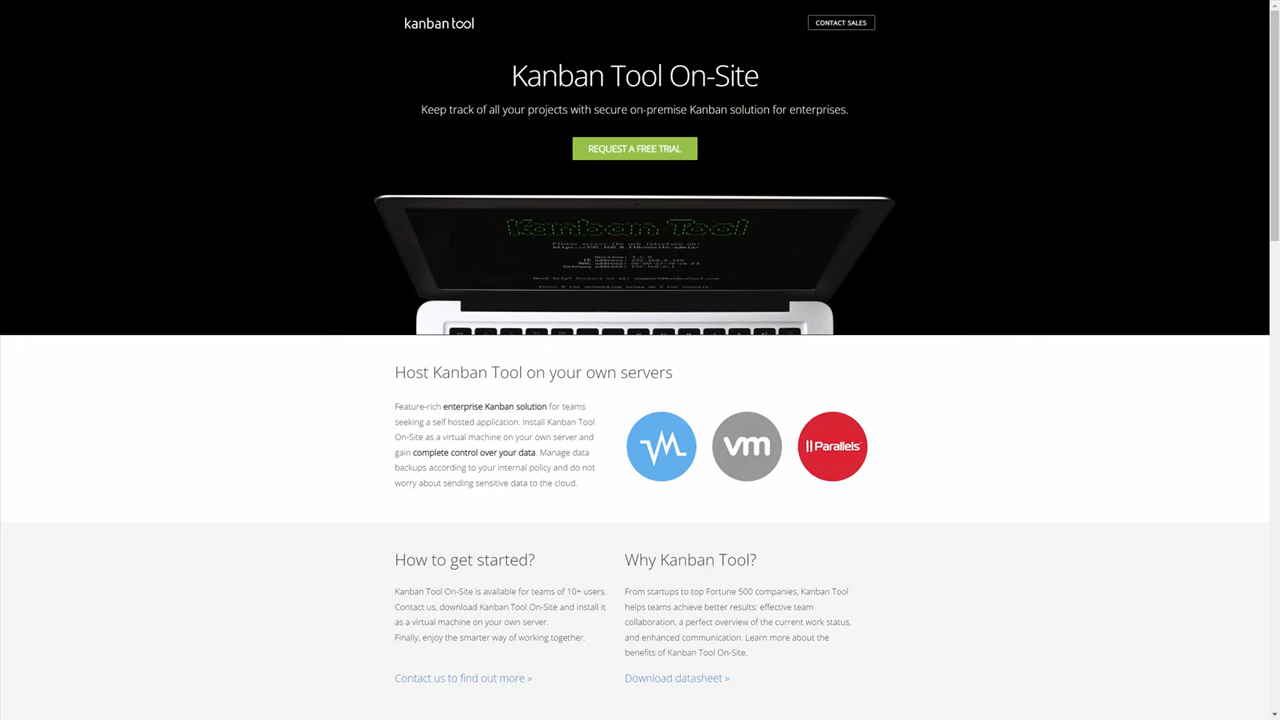 kanban tool
CONTACT SALES
Kanban Tool On-Site
Keep track of all your projects with secure on-premise Kanban solution for enterprises.
REQUEST A FREE TRIAL
Kanban Tool
Please access the web interface on:
Host Kanban Tool on your own servers
Feature-rich enterprise Kanban solution for teams
seeking a self hosted application. Install Kanban Tool
On-Site as a virtual machine on your own server and
gain complete control over your data. Manage data
backups according to your internal policy and do not
worry about sending sensitive data to the cloud.
vm
Parallels
How to get started?
Kanban Tool On-Site is available for teams of 10+ users.
Contact us, download Kanban Tool On-Site and install it
as a virtual machine on your own server.
Finally, enjoy the smarter way of working together.
Contact us to find out more »
Why Kanban Tool?
From startups to top Fortune 500 companies, Kanban Tool
helps teams achieve better results: effective team
collaboration, a perfect overview of the current work status,
and enhanced communication. Learn more about the
benefits of Kanban Tool On-Site.
Download datasheet »